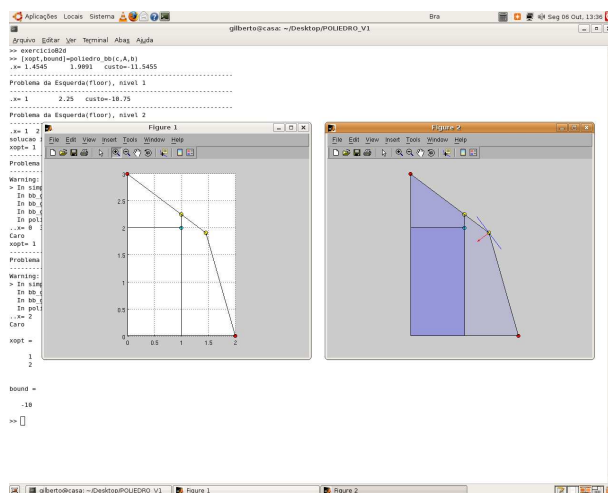 Aplicações Locais Sistema
Bra
Seg 06 Out, 13:36
gilberto@casa: ~/Desktop/POLIEDRO_V1
Arquivo Editar Ver Terminal Abas Ajuda
>> exercicio82d
>> [xopt,bound]=poliedro_bb(c,A,b)
.x= 1.4545 1.9091 custo=-11.5455
------------------------------------------------------------
Problema da Esquerda(floor), nivel 1
------------------------------------------------------------
.x= 1 2.25 custo=-10.75
------------------------------------------------------------
Problema da Esquerda(floor), nivel 2
------------------------------------------------------------
.x= 1 2
solucao
xopt= 1
Problema
Warning:
> In simp
In bb_
In bb_
In bb_
In poli
..x= 0
Caro
xopt= 1
Problema
Warning:
> In simp
In bb_
In bb_
In poli
..x= 2
Caro
xopt =
1
2
bound =
-10
>>
Figure 1
File Edit View Insert Tools Window Help
3
2.5
2
1.5
1
0.5
0
0 0.5 1 1.5 2
Figure 2
File Edit View Insert Tools Window Help
gilberto@casa: ~/Desktop/POLIEDRO_V1
Figure 1
Figure 2